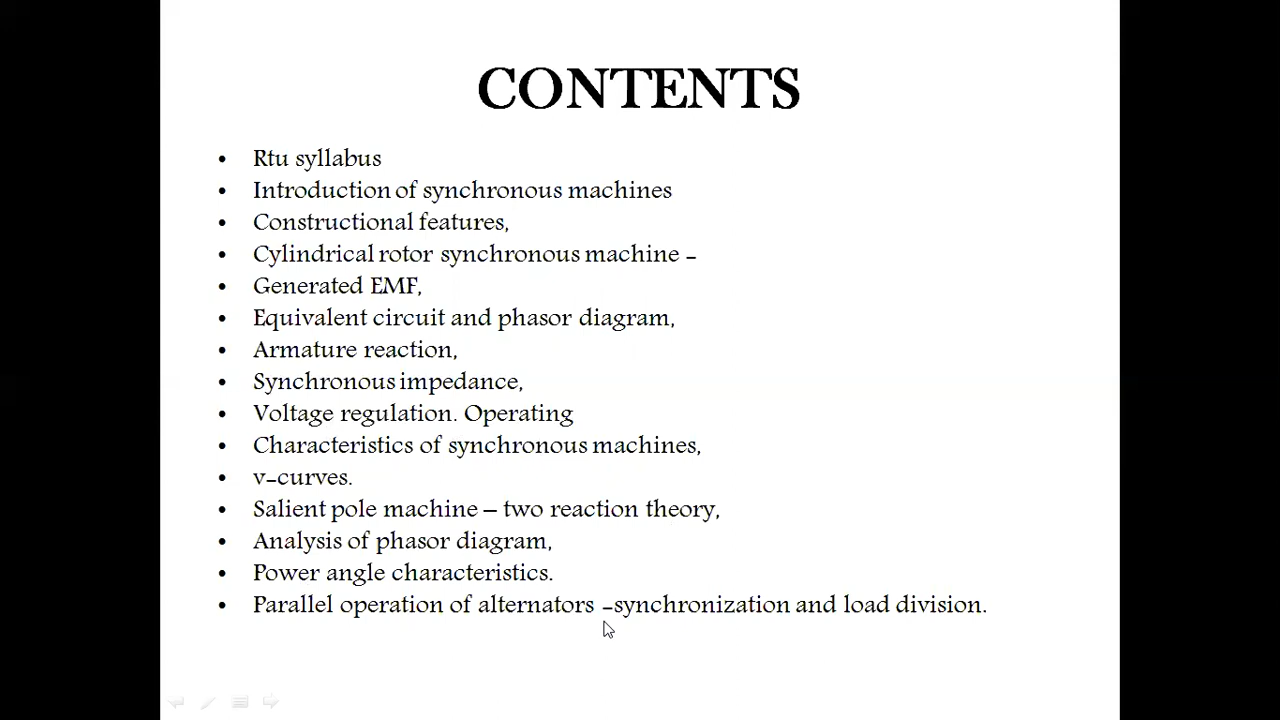 CONTENTS
• Rtu syllabus
• Introduction of synchronous machines
• Constructional features,
• Cylindrical rotor synchronous machine -
• Generated EMF,
• Equivalent circuit and phasor diagram,
• Armature reaction,
• Synchronous impedance,
• Voltage regulation. Operating
• Characteristics of synchronous machines,
• v-curves.
• Salient pole machine – two reaction theory,
• Analysis of phasor diagram,
• Power angle characteristics.
• Parallel operation of alternators -synchronization and load division.